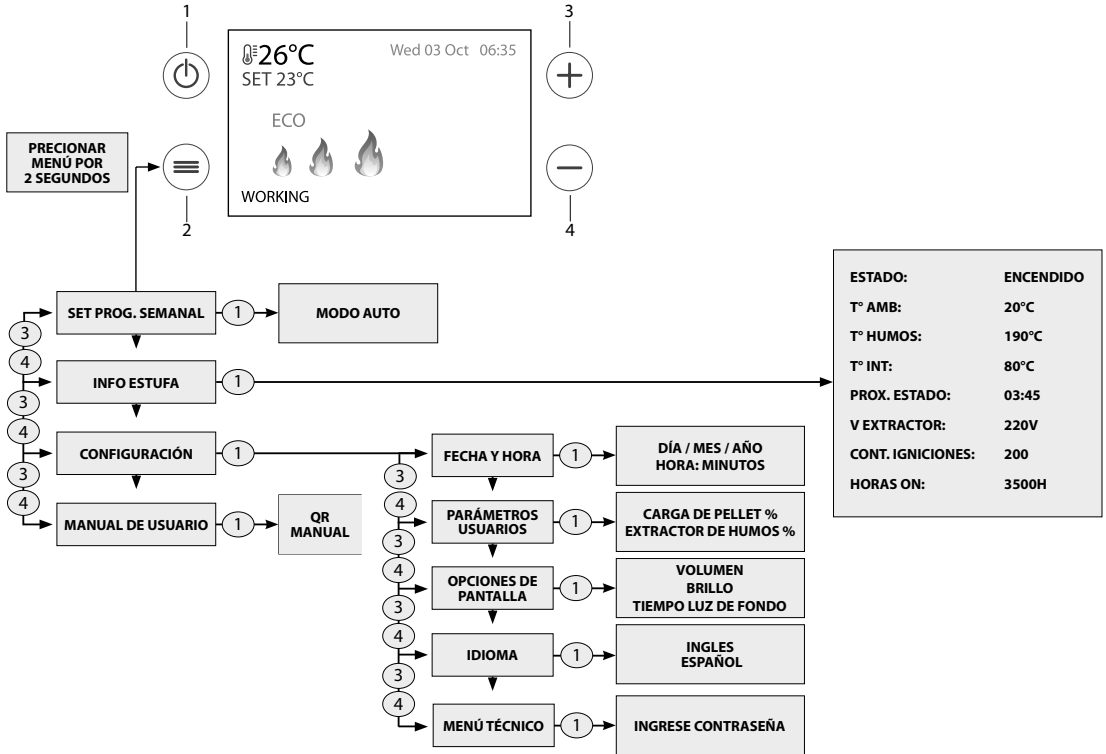 1
3
26°C
Wed 03 Oct 06:35
SET 23°C
ECO
WORKING
2
4
PRECIONAR
MENÚ POR
2 SEGUNDOS
SET PROG. SEMANAL
1
MODO AUTO
3
4
INFO ESTUFA
1
3
4
CONFIGURACIÓN
1
3
4
MANUAL DE USUARIO
1
QR
MANUAL
FECHA Y HORA
1
DÍA / MES / AÑO
HORA: MINUTOS
3
4
PARÁMETROS
USUARIOS
1
CARGA DE PELLET %
EXTRACTOR DE HUMOS %
3
4
OPCIONES DE
PANTALLA
1
VOLUMEN
BRILLO
TIEMPO LUZ DE FONDO
3
4
IDIOMA
1
INGLES
ESPAÑOL
3
4
MENÚ TÉCNICO
1
INGRESE CONTRASEÑA
ESTADO: ENCENDIDO
T° AMB: 20°C
T° HUMOS: 190°C
T° INT: 80°C
PROX. ESTADO: 03:45
V EXTRACTOR: 220V
CONT. IGNICIONES: 200
HORAS ON: 3500H